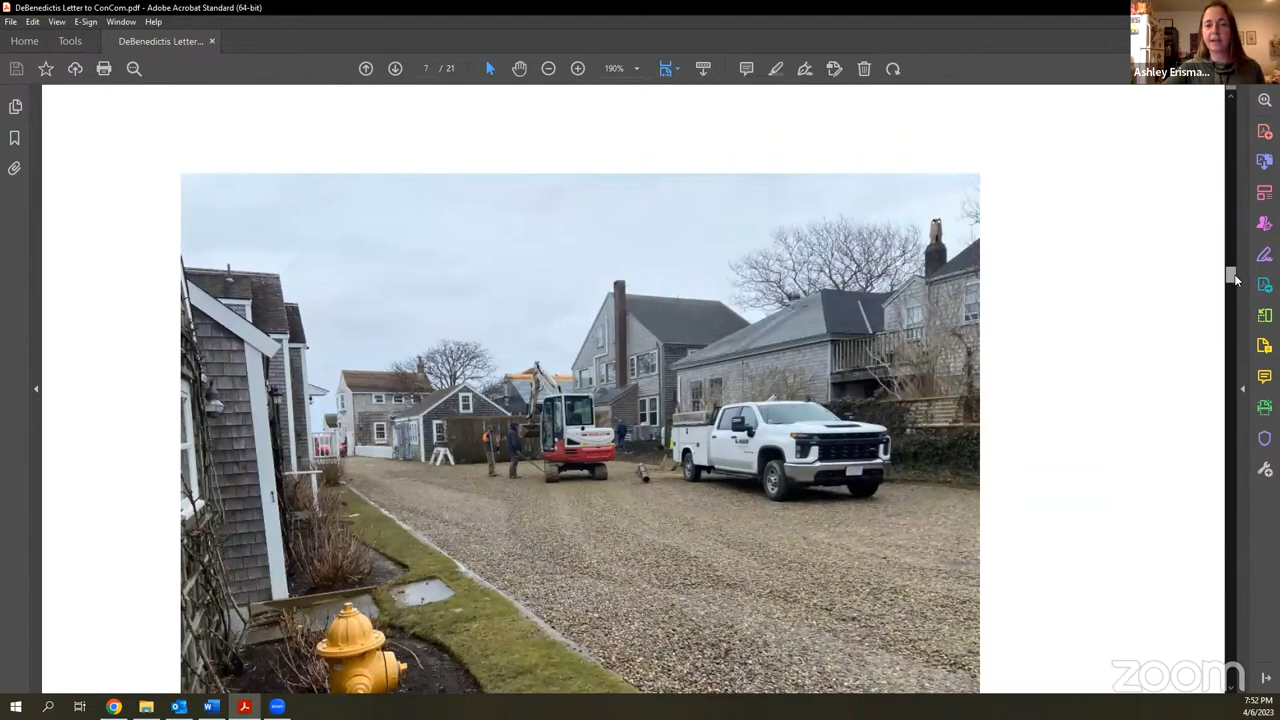 DeBenedictis Letter to ConCom.pdf - Adobe Acrobat Standard (64-bit)
File Edit View E-Sign Window Help
Home Tools DeBenedictis Letter... ×
7 / 21 190%
Ashley Erisma...
zoom
7:52 PM
4/6/2023